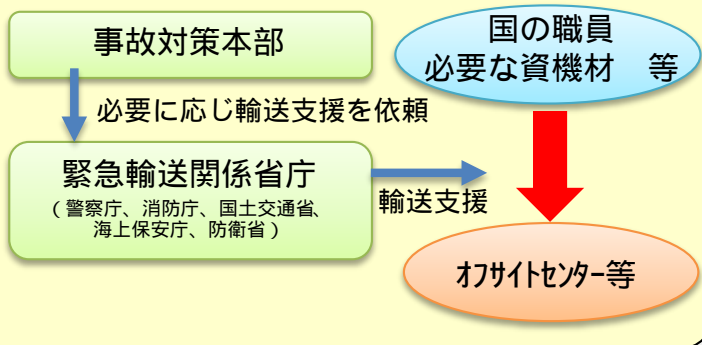 事故対策本部
必要に応じ輸送支援を依頼
緊急輸送関係省庁
(警察庁、消防庁、国土交通省、
海上保安庁、防衛省)
輸送支援
国の職員
必要な資機材　等
オフサイトセンター等